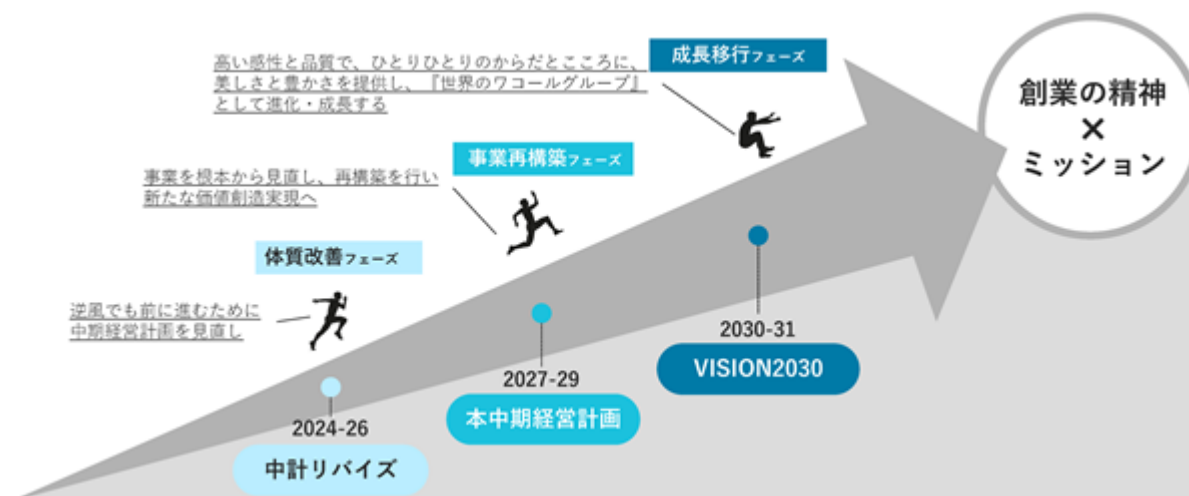 高い感性と品質で、ひとりひとりのからだとこころに、
美しさと豊かさを提供し、『世界のワコールグループ』
として進化・成長する
成長移行フェーズ
創業の精神
×
ミッション
事業再構築フェーズ
事業を根本から見直し、再構築を行い
新たな価値創造実現へ
体質改善フェーズ
逆風でも前に進むために
中期経営計画を見直し
2030-31
VISION2030
2027-29
本中期経営計画
2024-26
中計リバイズ